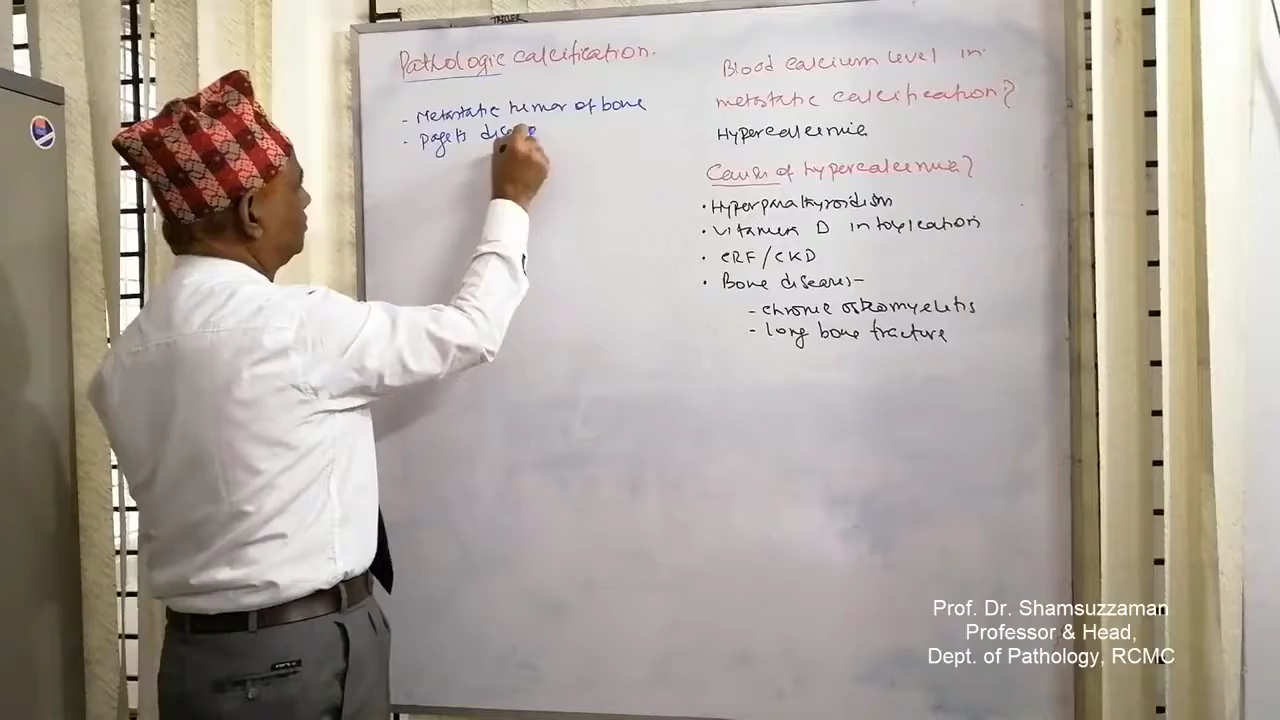 Pathologic calcification.
- Metastatic tumor of bone
- Pagets disease
Blood calcium level in
metastatic calcification?
Hypercalcemia
Causes of hypercalcemia?
• Hyperparathyroidism
• Vitamin D intoxication
• CRF/CKD
• Bone diseases-
- chronic osteomyelitis
- long bone fracture
Prof. Dr. Shamsuzzaman
Professor & Head,
Dept. of Pathology, RCMC